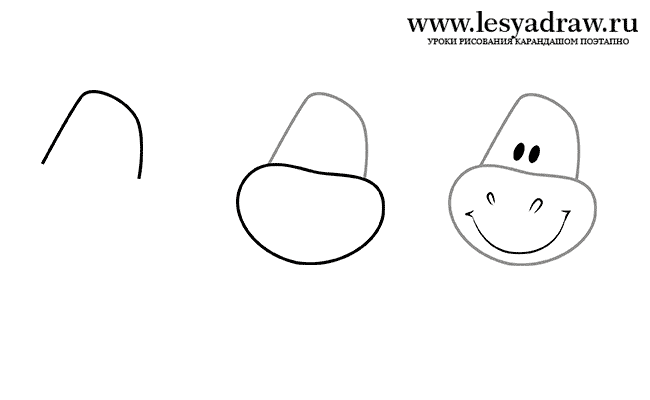 www.lesyadraw.ru
УРОКИ РИСОВАНИЯ КАРАНДАШОМ ПОЭТАПНО